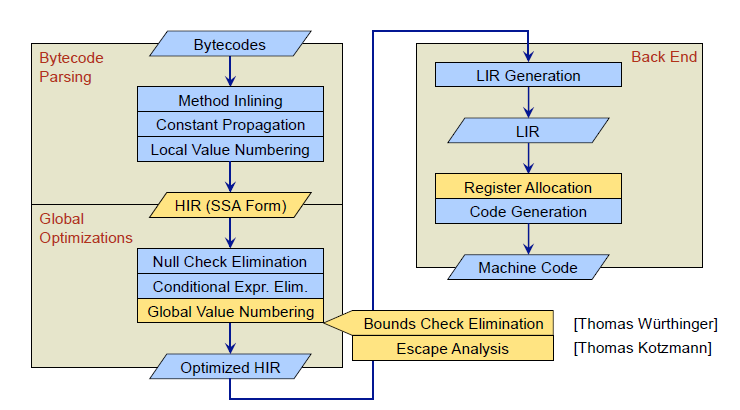 Bytecode
Parsing
Bytecodes
Method Inlining
Constant Propagation
Local Value Numbering
HIR (SSA Form)
Global
Optimizations
Null Check Elimination
Conditional Expr. Elim.
Global Value Numbering
Optimized HIR
Bounds Check Elimination
[Thomas Würthinger]
Escape Analysis
[Thomas Kotzmann]
Back End
LIR Generation
LIR
Register Allocation
Code Generation
Machine Code